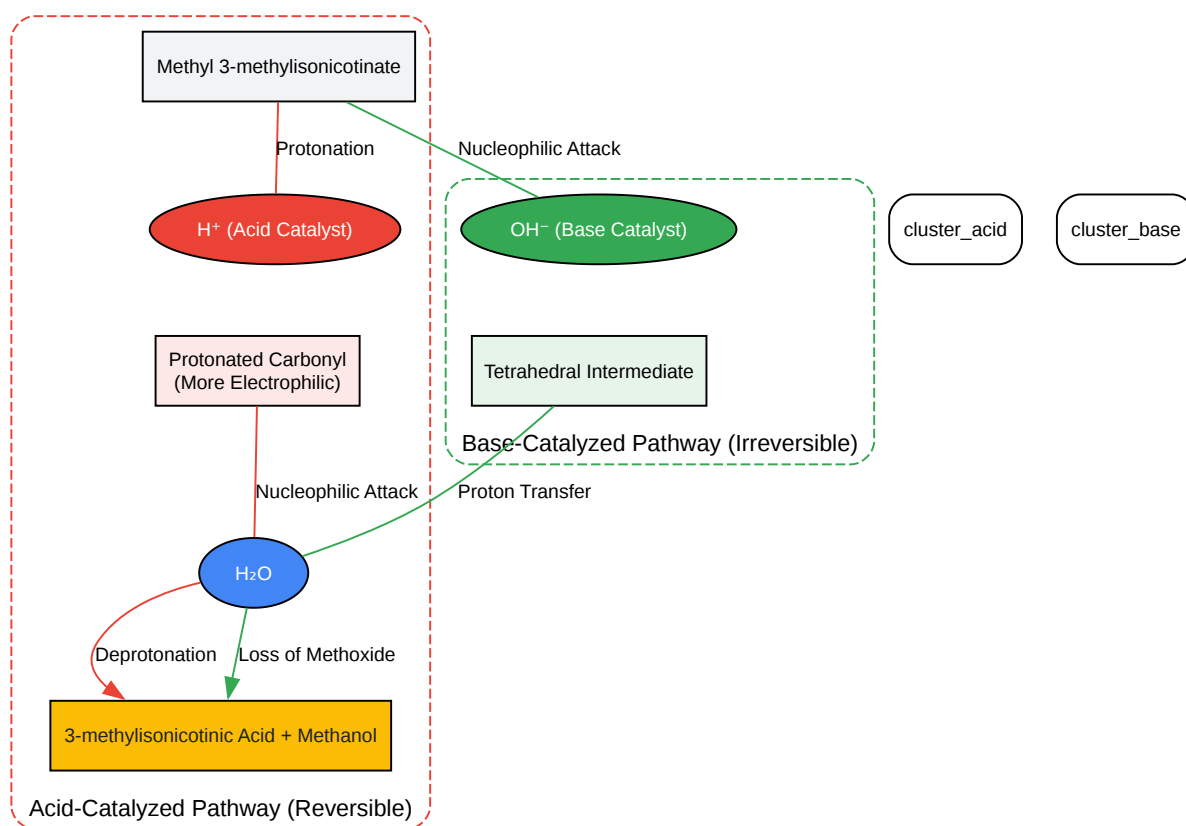 Methyl 3-methylisonicotinate
Protonation
Nucleophilic Attack
H⁺ (Acid Catalyst)
OH⁻ (Base Catalyst)
cluster_acid
cluster_base
Protonated Carbonyl
(More Electrophilic)
Tetrahedral Intermediate
Base-Catalyzed Pathway (Irreversible)
Nucleophilic Attack
Proton Transfer
H₂O
Deprotonation
Loss of Methoxide
3-methylisonicotinic Acid + Methanol
Acid-Catalyzed Pathway (Reversible)